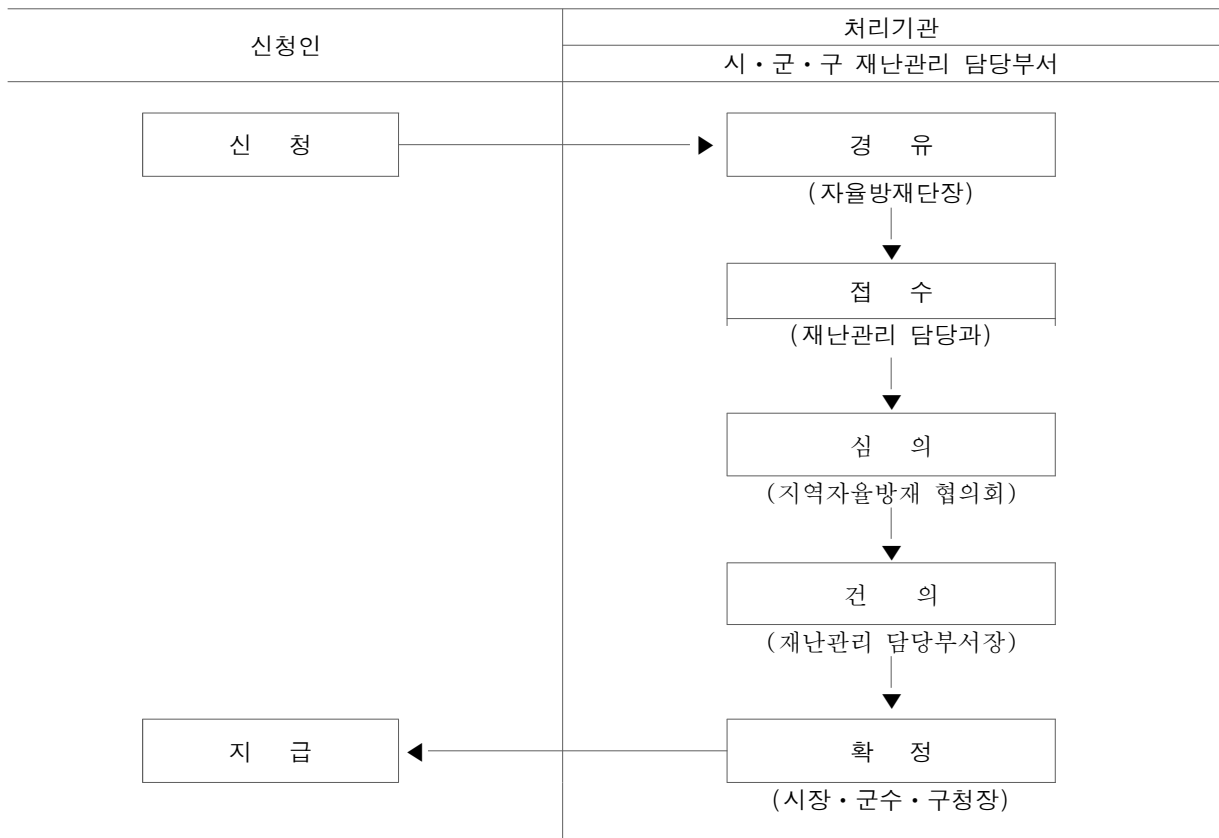 신청인
처리기관
시・군・구 재난관리 담당부서
신 청
경 유
(자율방재단장)
접 수
(재난관리 담당과)
심 의
(지역자율방재 협의회)
건 의
(재난관리 담당부서장)
지 급
확 정
(시장・군수・구청장)